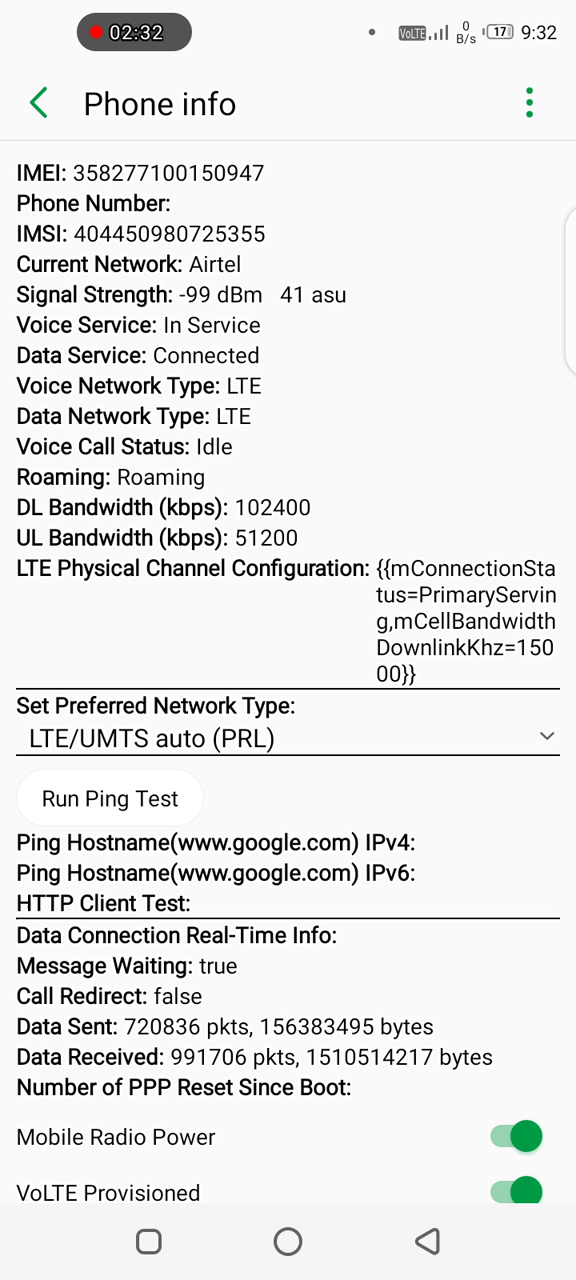 02:32 VoLTE 0 B/s 17 9:32
Phone info
IMEI: 358277100150947
Phone Number:
IMSI: 404450980725355
Current Network: Airtel
Signal Strength: -99 dBm 41 asu
Voice Service: In Service
Data Service: Connected
Voice Network Type: LTE
Data Network Type: LTE
Voice Call Status: Idle
Roaming: Roaming
DL Bandwidth (kbps): 102400
UL Bandwidth (kbps): 51200
LTE Physical Channel Configuration: {{mConnectionSta
tus=PrimaryServin
g,mCellBandwidth
DownlinkKhz=150
00}}
Set Preferred Network Type:
LTE/UMTS auto (PRL)
Run Ping Test
Ping Hostname(www.google.com) IPv4:
Ping Hostname(www.google.com) IPv6:
HTTP Client Test:
Data Connection Real-Time Info:
Message Waiting: true
Call Redirect: false
Data Sent: 720836 pkts, 156383495 bytes
Data Received: 991706 pkts, 1510514217 bytes
Number of PPP Reset Since Boot:
Mobile Radio Power
VoLTE Provisioned